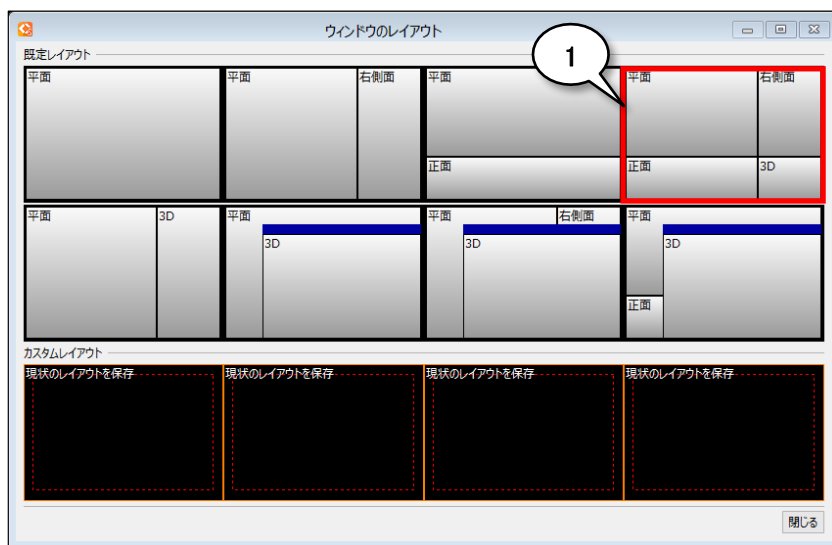 ウィンドウのレイアウト
既定レイアウト
1
平面
平面 右側面
平面
正面
平面 右側面
正面 3D
平面 3D
平面
3D
平面 右側面
3D
平面
3D
正面
カスタムレイアウト
現状のレイアウトを保存
現状のレイアウトを保存
現状のレイアウトを保存
現状のレイアウトを保存
閉じる